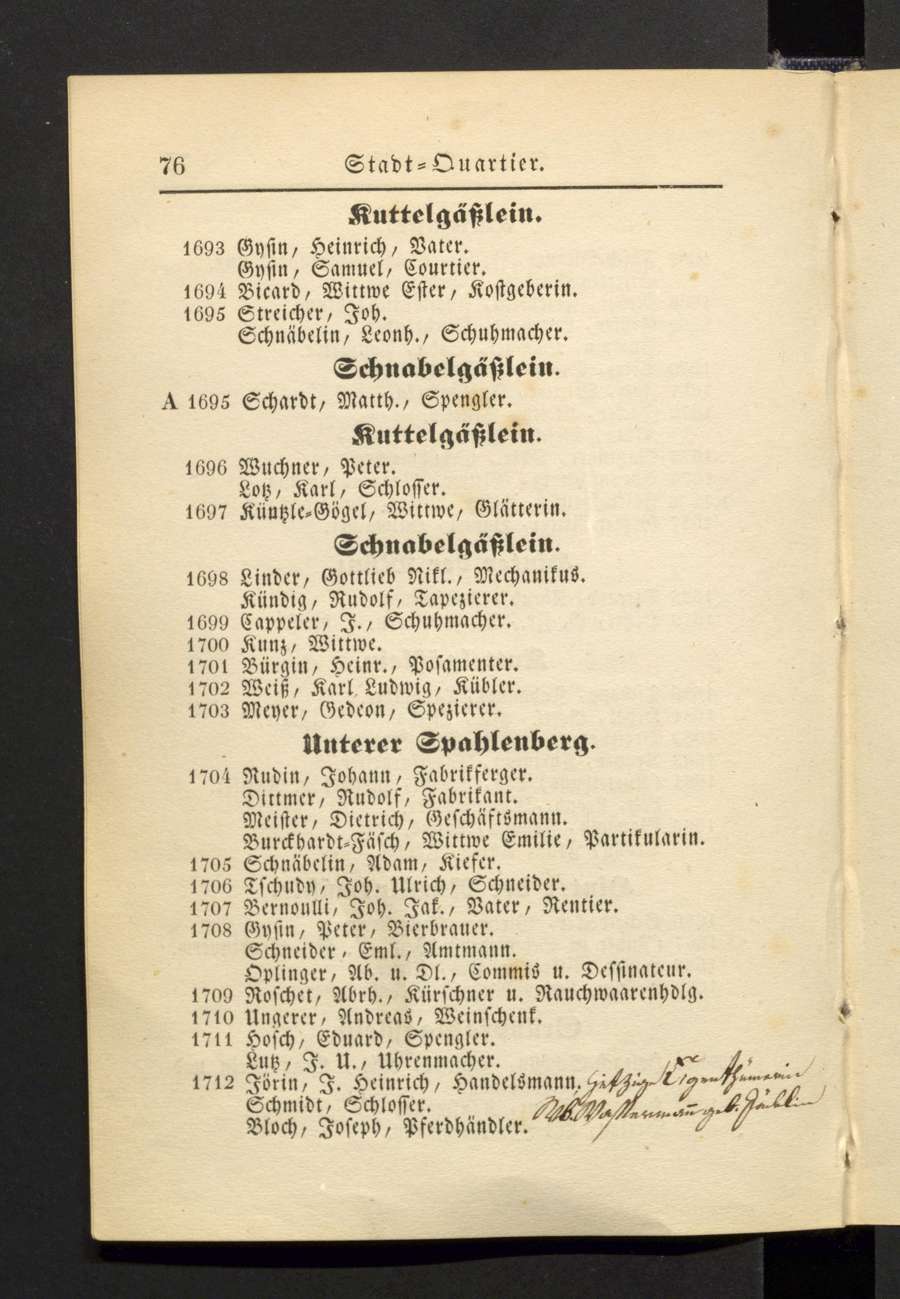 76 Stadt-Quartier.
Kuttelgäßlein.
1693 Gysin, Heinrich, Vater.
Gysin, Samuel, Courtier.
1694 Bicard, Wittwe Ester, Kostgeberin.
1695 Streicher, Joh.
Schnäbelin, Leonh., Schuhmacher.
Schnabelgäßlein.
A 1695 Schardt, Matth., Spengler.
Kuttelgäßlein.
1696 Wuchner, Peter.
Lotz, Karl, Schlosser.
1697 Küntzle-Gögel, Wittwe, Glätterin.
Schnabelgäßlein.
1698 Linder, Gottlieb Nikl., Mechanikus.
Kündig, Rudolf, Tapezierer.
1699 Cappeler, J., Schuhmacher.
1700 Kunz, Wittwe.
1701 Bürgin, Heinr., Posamenter.
1702 Weiß, Karl Ludwig, Kübler.
1703 Meyer, Gedeon, Spezierer.
Unterer Spahlenberg.
1704 Rudin, Johann, Fabrikferger.
Dittmer, Rudolf, Fabrikant.
Meister, Dietrich, Geschäftsmann.
Burckhardt-Fäsch, Wittwe Emilie, Partikularin.
1705 Schnäbelin, Adam, Kiefer.
1706 Tschudy, Joh. Ulrich, Schneider.
1707 Bernoulli, Joh. Jak., Vater, Rentier.
1708 Gysin, Peter, Bierbrauer.
Schneider, Eml., Amtmann.
Oplinger, Ab. u. Dl., Commis u. Dessinateur.
1709 Roschet, Abrh., Kürschner u. Rauchwaarenhdlg.
1710 Ungerer, Andreas, Weinschenk.
1711 Hosch, Eduard, Spengler.
Lutz, J. U., Uhrenmacher.
1712 Jörin, J. Heinrich, Handelsmann. jetzige Eigenthümerin
Schmidt, Schlosser. Wassermann geb.
Bloch, Joseph, Pferdhändler.